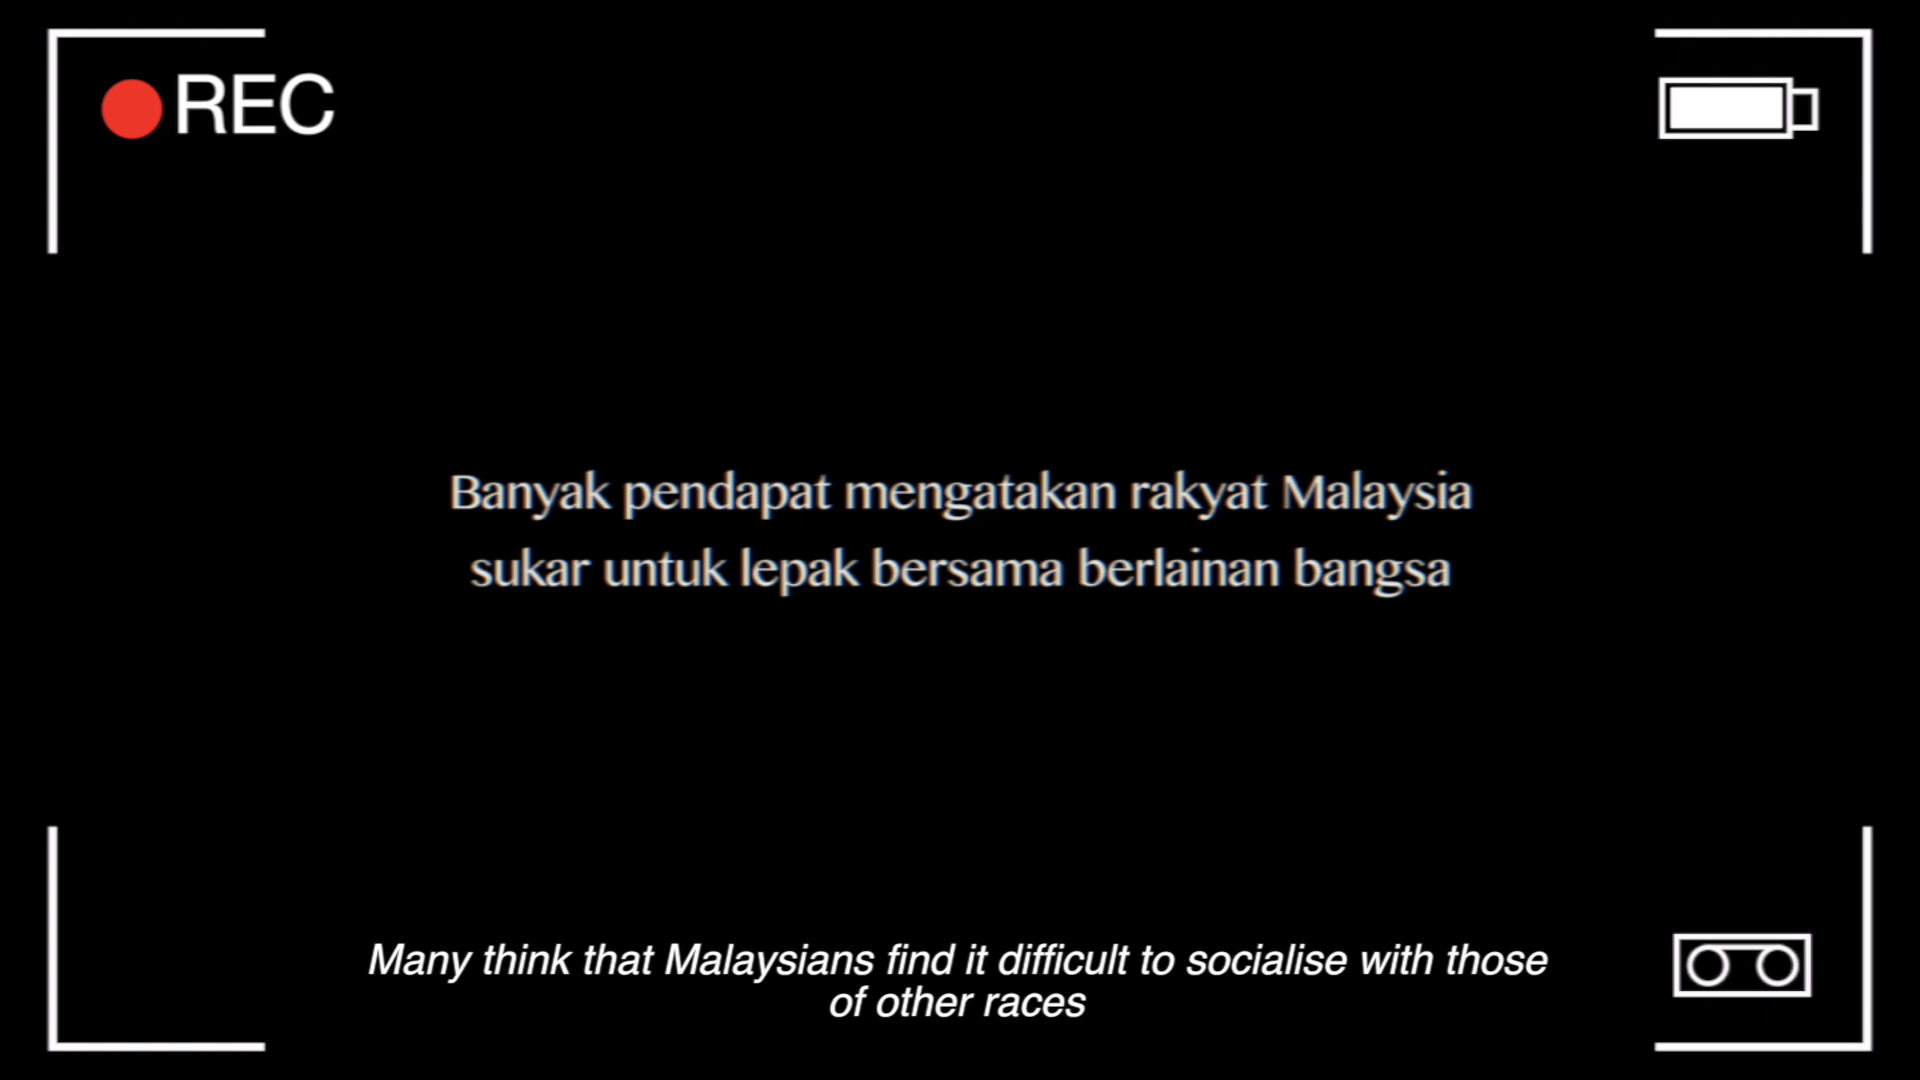 REC
Banyak pendapat mengatakan rakyat Malaysia
sukar untuk lepak bersama berlainan bangsa
Many think that Malaysians find it difficult to socialise with those
of other races